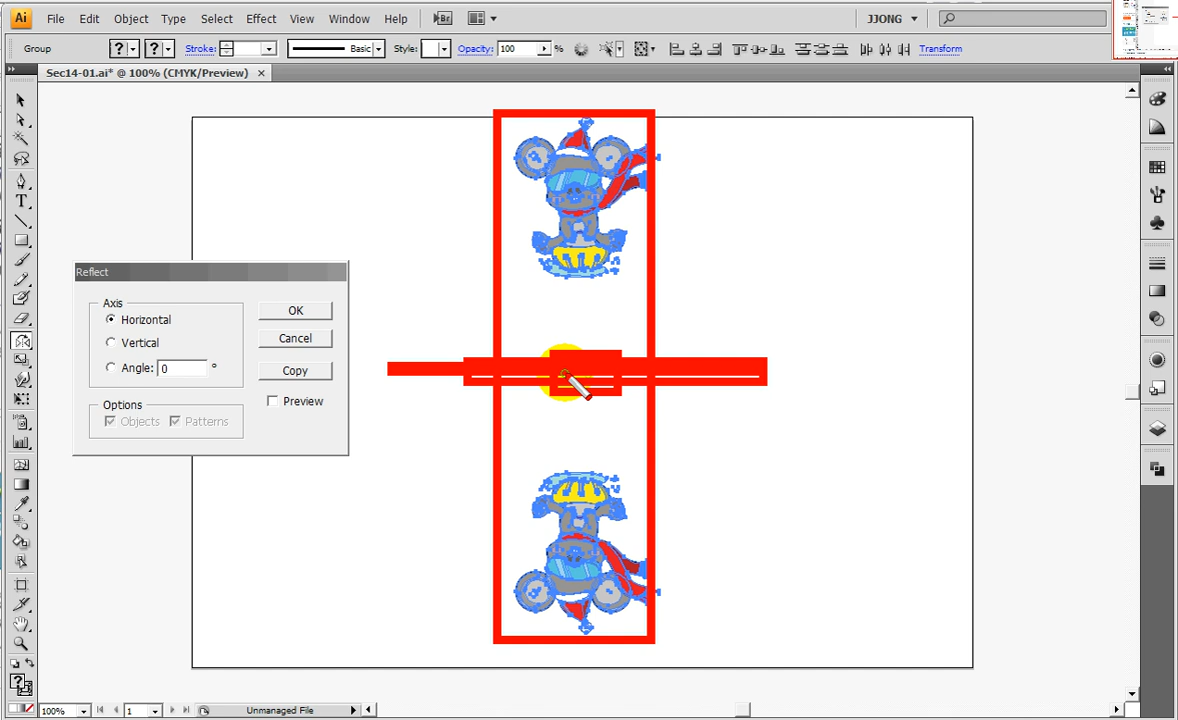 Ai File Edit Object Type Select Effect View Window Help Br JJONG
Group ? ? Stroke: Basic Style: Opacity: 100 % Transform
Sec14-01.ai* @ 100% (CMYK/Preview) ×
Reflect
Axis
Horizontal
Vertical
Angle: 0 °
OK
Cancel
Copy
Preview
Options
Objects Patterns
100% 1 Unmanaged File